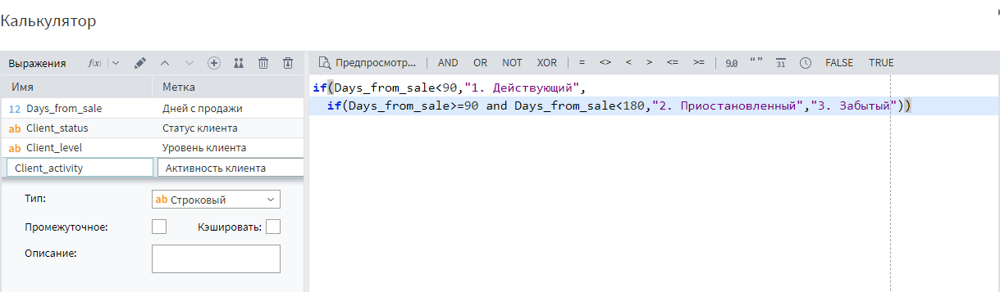 Калькулятор
Выражения f(x) Предпросмотр... AND OR NOT XOR = <> < > <= >= 9.0 “” 31 FALSE TRUE
Имя Метка
12 Days_from_sale Дней с продажи
ab Client_status Статус клиента
ab Client_level Уровень клиента
Client_activity Активность клиента
Тип: ab Строковый
Промежуточное: Кэшировать:
Описание:
if(Days_from_sale<90,"1. Действующий",
if(Days_from_sale>=90 and Days_from_sale<180,"2. Приостановленный","3. Забытый"))